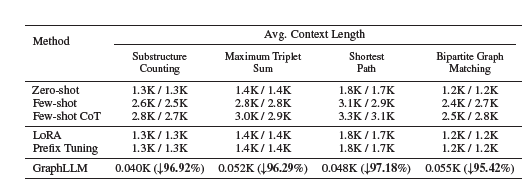 Method
Avg. Context Length
Substructure Counting
Maximum Triplet Sum
Shortest Path
Bipartite Graph Matching
Zero-shot 1.3K / 1.3K 1.4K / 1.4K 1.8K / 1.7K 1.2K / 1.2K
Few-shot 2.6K / 2.5K 2.8K / 2.8K 3.1K / 2.9K 2.4K / 2.7K
Few-shot CoT 2.8K / 2.7K 3.0K / 2.9K 3.3K / 3.1K 2.5K / 2.8K
LoRA 1.3K / 1.3K 1.4K / 1.4K 1.8K / 1.7K 1.2K / 1.2K
Prefix Tuning 1.3K / 1.3K 1.4K / 1.4K 1.8K / 1.7K 1.2K / 1.2K
GraphLLM 0.040K (↓96.92%) 0.052K (↓96.29%) 0.048K (↓97.18%) 0.055K (↓95.42%)